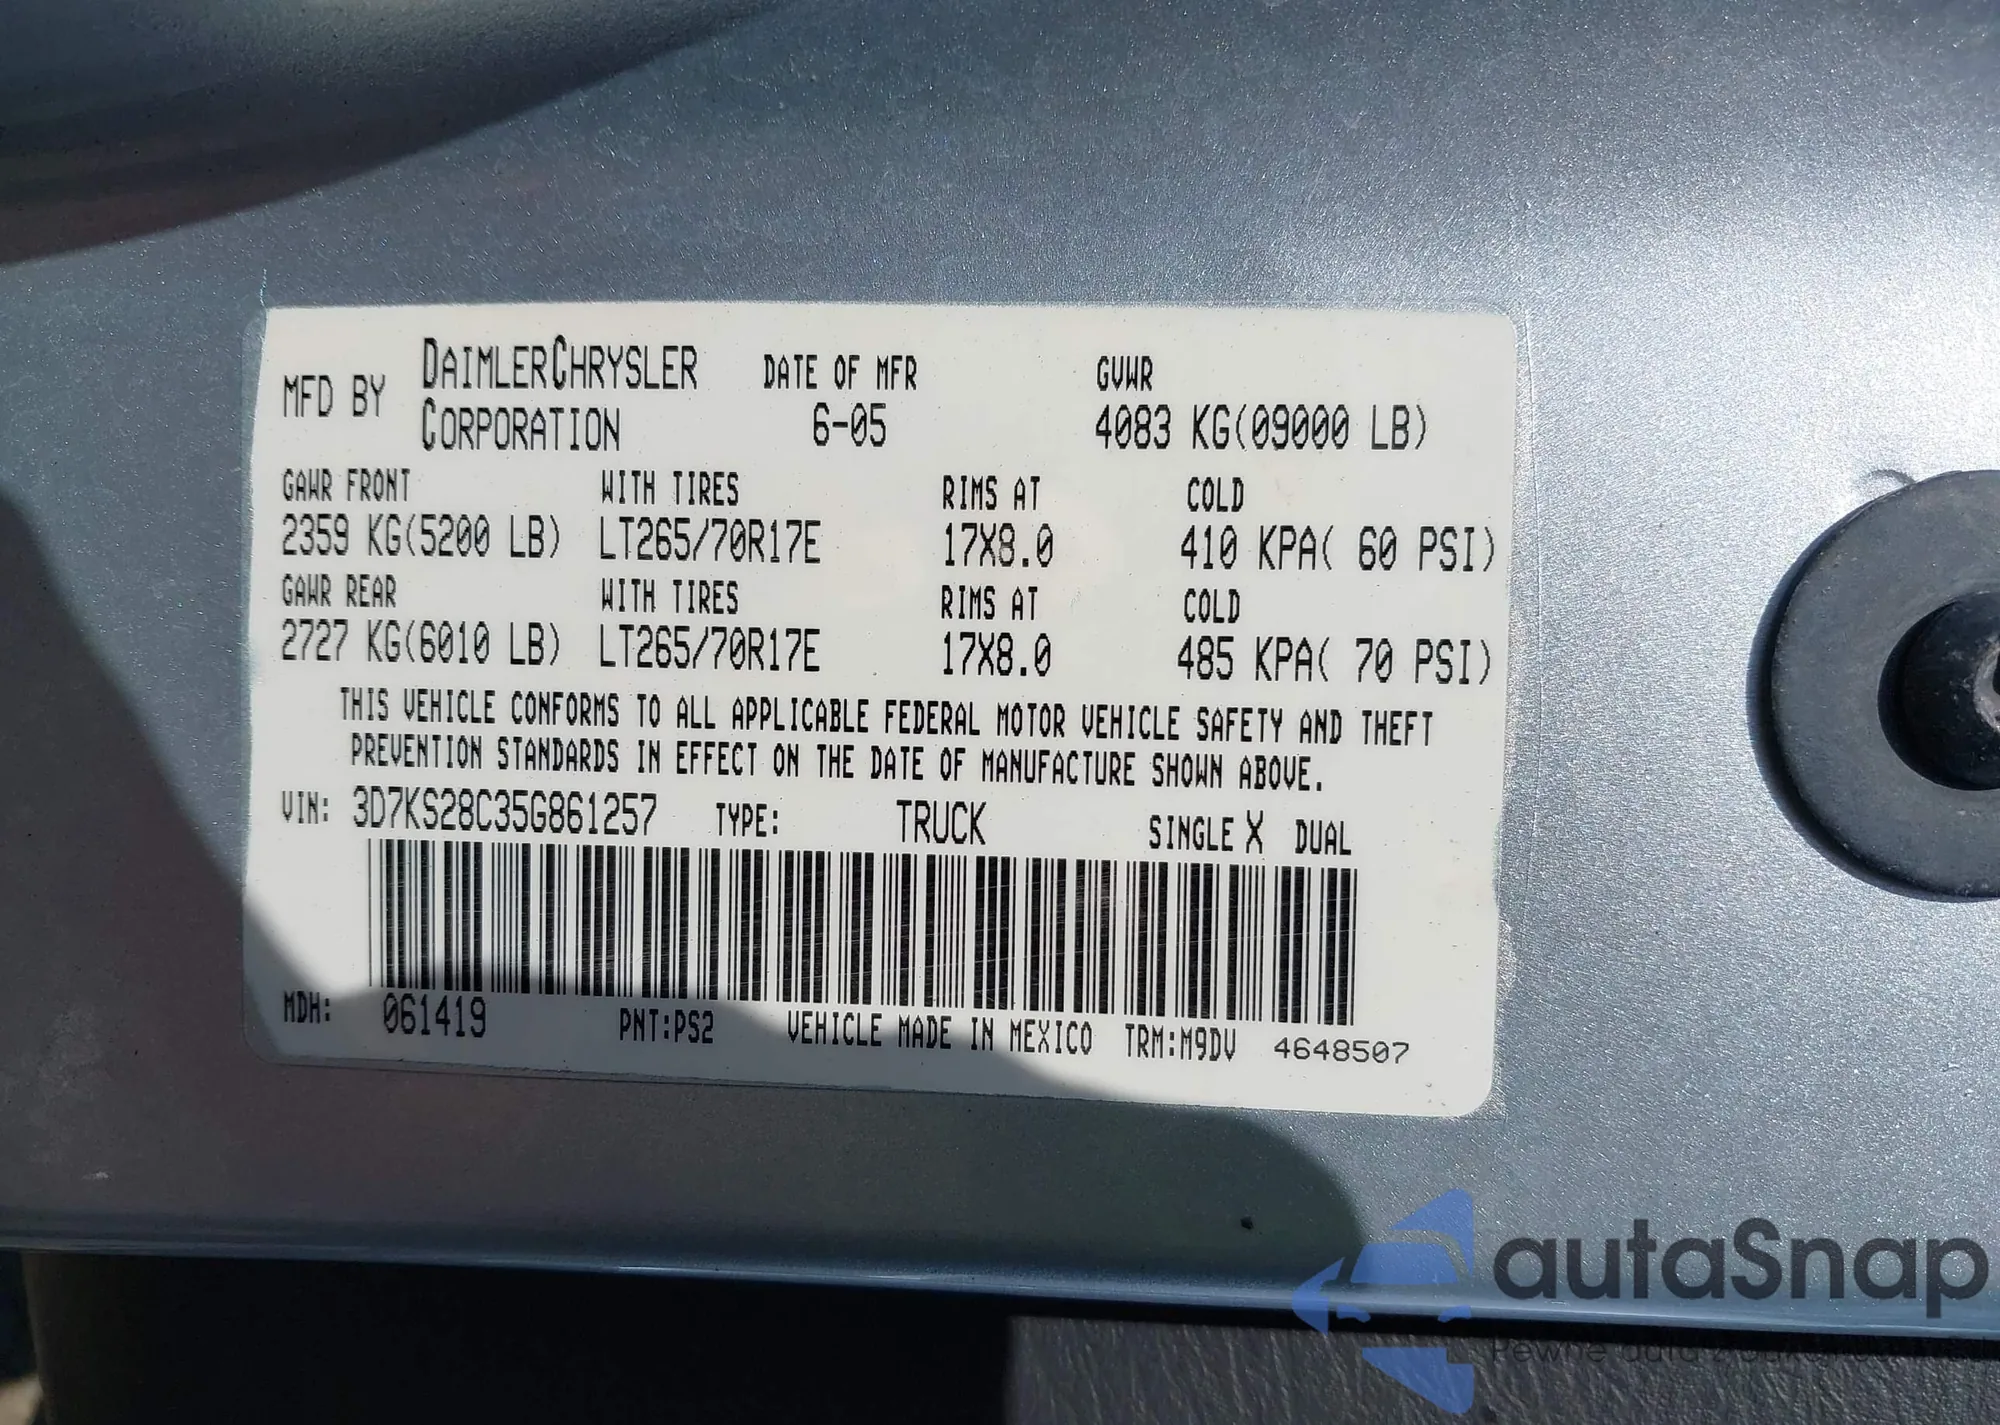 MFD BY DAIMLERCHRYSLER CORPORATION DATE OF MFR 6-05 GVWR 4083 KG(09000 LB)
GAWR FRONT WITH TIRES RIMS AT COLD
2359 KG(5200 LB) LT265/70R17E 17X8.0 410 KPA( 60 PSI)
GAWR REAR WITH TIRES RIMS AT COLD
2727 KG(6010 LB) LT265/70R17E 17X8.0 485 KPA( 70 PSI)
THIS VEHICLE CONFORMS TO ALL APPLICABLE FEDERAL MOTOR VEHICLE SAFETY AND THEFT
PREVENTION STANDARDS IN EFFECT ON THE DATE OF MANUFACTURE SHOWN ABOVE.
VIN: 3D7KS28C35G861257 TYPE: TRUCK SINGLE X DUAL
MDH: 061419 PNT:PS2 VEHICLE MADE IN MEXICO TRM:M9DV 4648507
autaSnap
Pewne